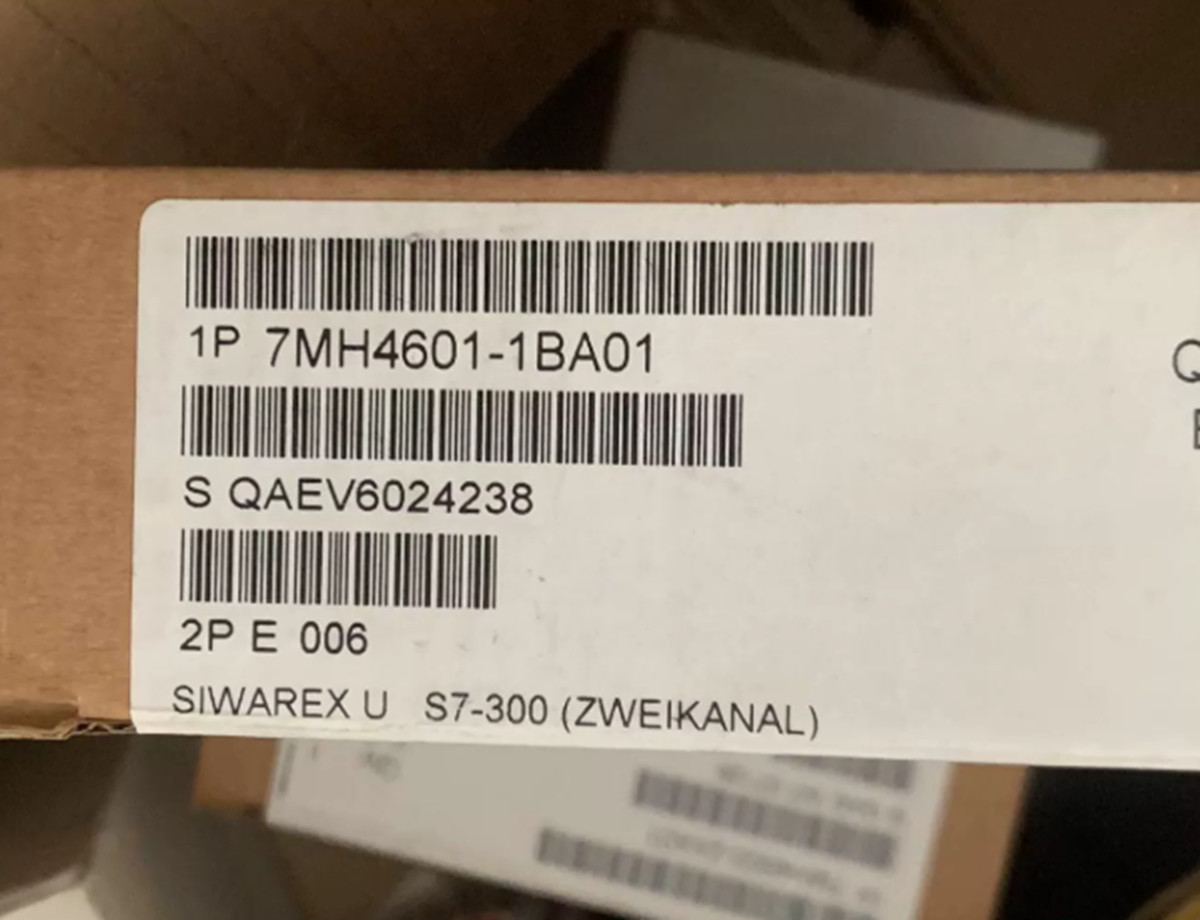 1P 7MH4601-1BA01
S QAEV6024238
2P E 006
SIWAREX U S7-300 (ZWEIKANAL)
Q